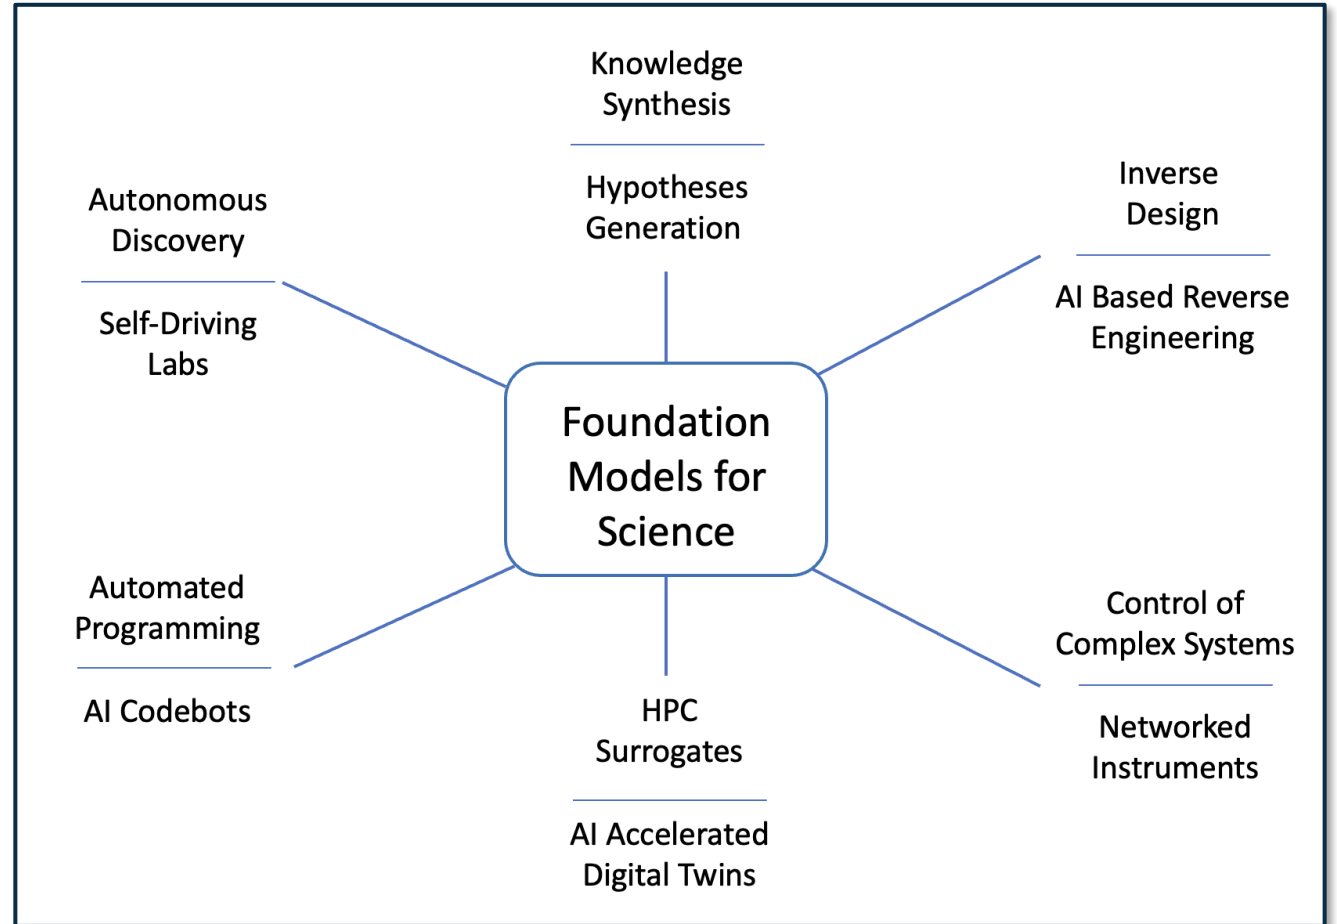 Knowledge
Synthesis
Hypotheses
Generation
Inverse
Design
AI Based Reverse
Engineering
Autonomous
Discovery
Self-Driving
Labs
Foundation
Models for
Science
Automated
Programming
AI Codebots
HPC
Surrogates
AI Accelerated
Digital Twins
Control of
Complex Systems
Networked
Instruments